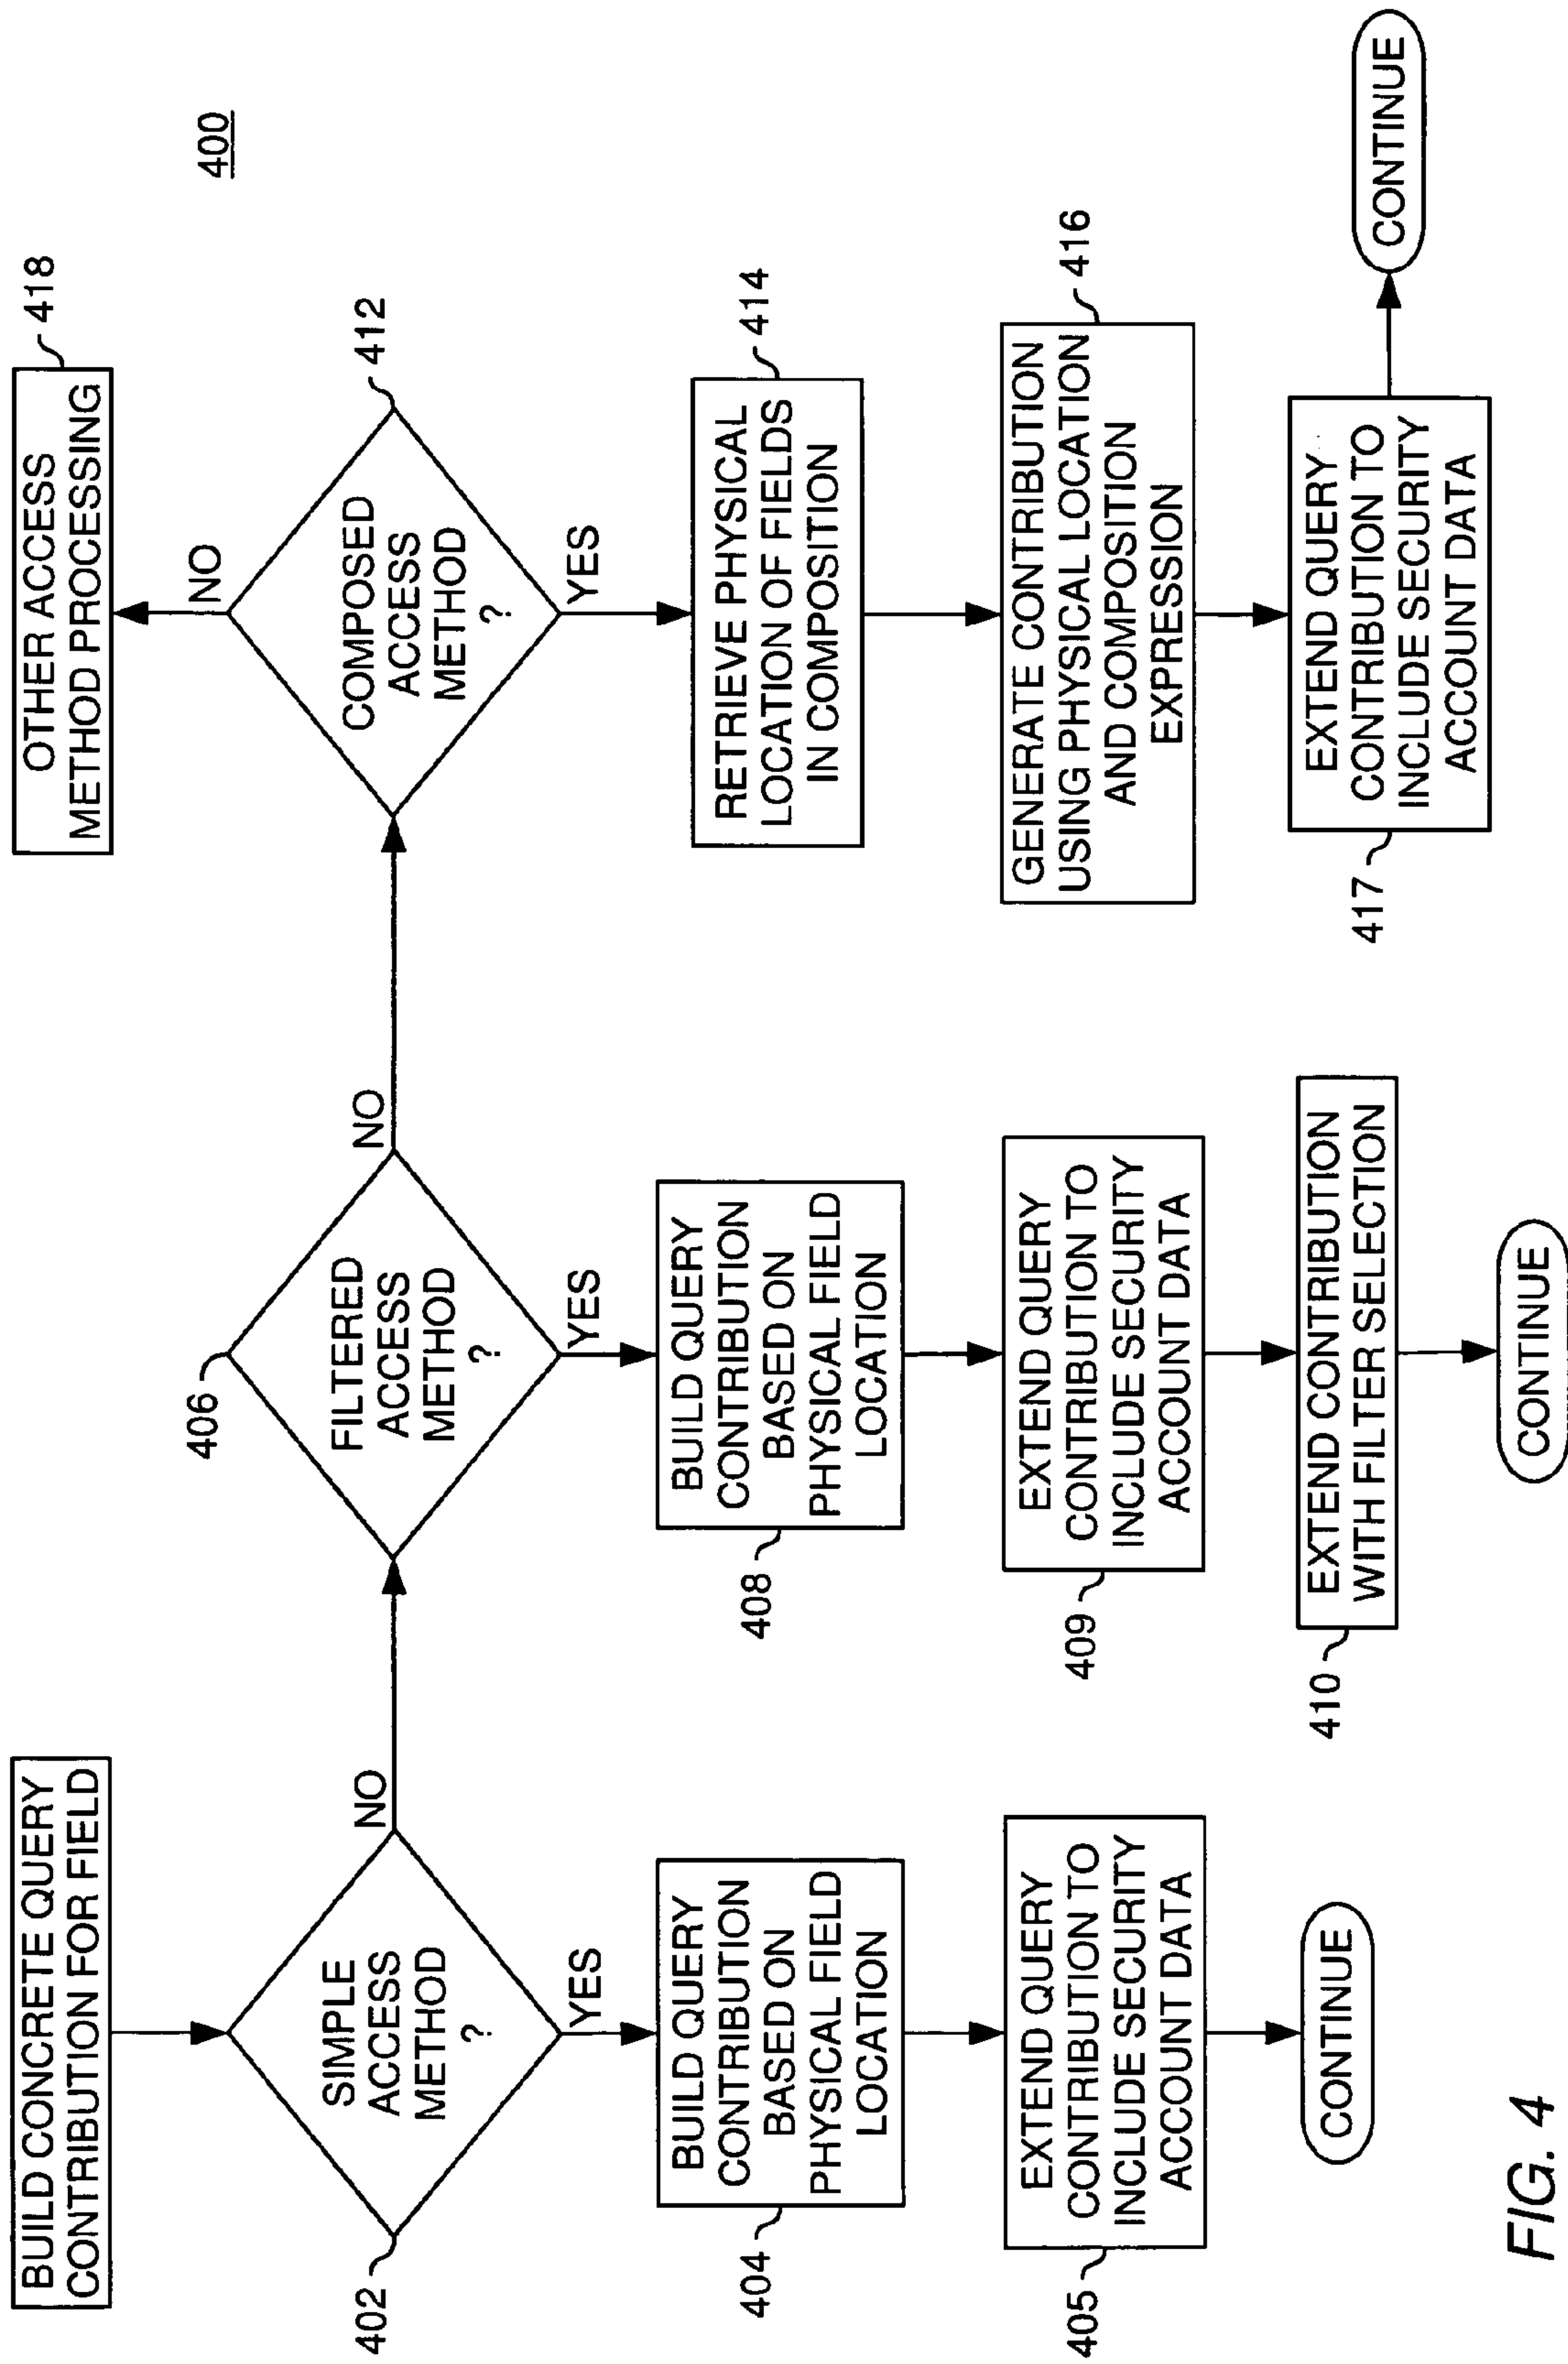 400
BUILD CONCRETE QUERY
CONTRIBUTION FOR FIELD
402
SIMPLE
ACCESS
METHOD
?
NO
YES
404
BUILD QUERY
CONTRIBUTION
BASED ON
PHYSICAL FIELD
LOCATION
405
EXTEND QUERY
CONTRIBUTION TO
INCLUDE SECURITY
ACCOUNT DATA
CONTINUE
406
FILTERED
ACCESS
METHOD
?
NO
YES
408
BUILD QUERY
CONTRIBUTION
BASED ON
PHYSICAL FIELD
LOCATION
409
EXTEND QUERY
CONTRIBUTION TO
INCLUDE SECURITY
ACCOUNT DATA
410
EXTEND CONTRIBUTION
WITH FILTER SELECTION
CONTINUE
OTHER ACCESS
METHOD PROCESSING
418
NO
412
COMPOSED
ACCESS
METHOD
?
YES
414
RETRIEVE PHYSICAL
LOCATION OF FIELDS
IN COMPOSITION
416
GENERATE CONTRIBUTION
USING PHYSICAL LOCATION
AND COMPOSITION
EXPRESSION
417
EXTEND QUERY
CONTRIBUTION TO
INCLUDE SECURITY
ACCOUNT DATA
CONTINUE
FIG. 4